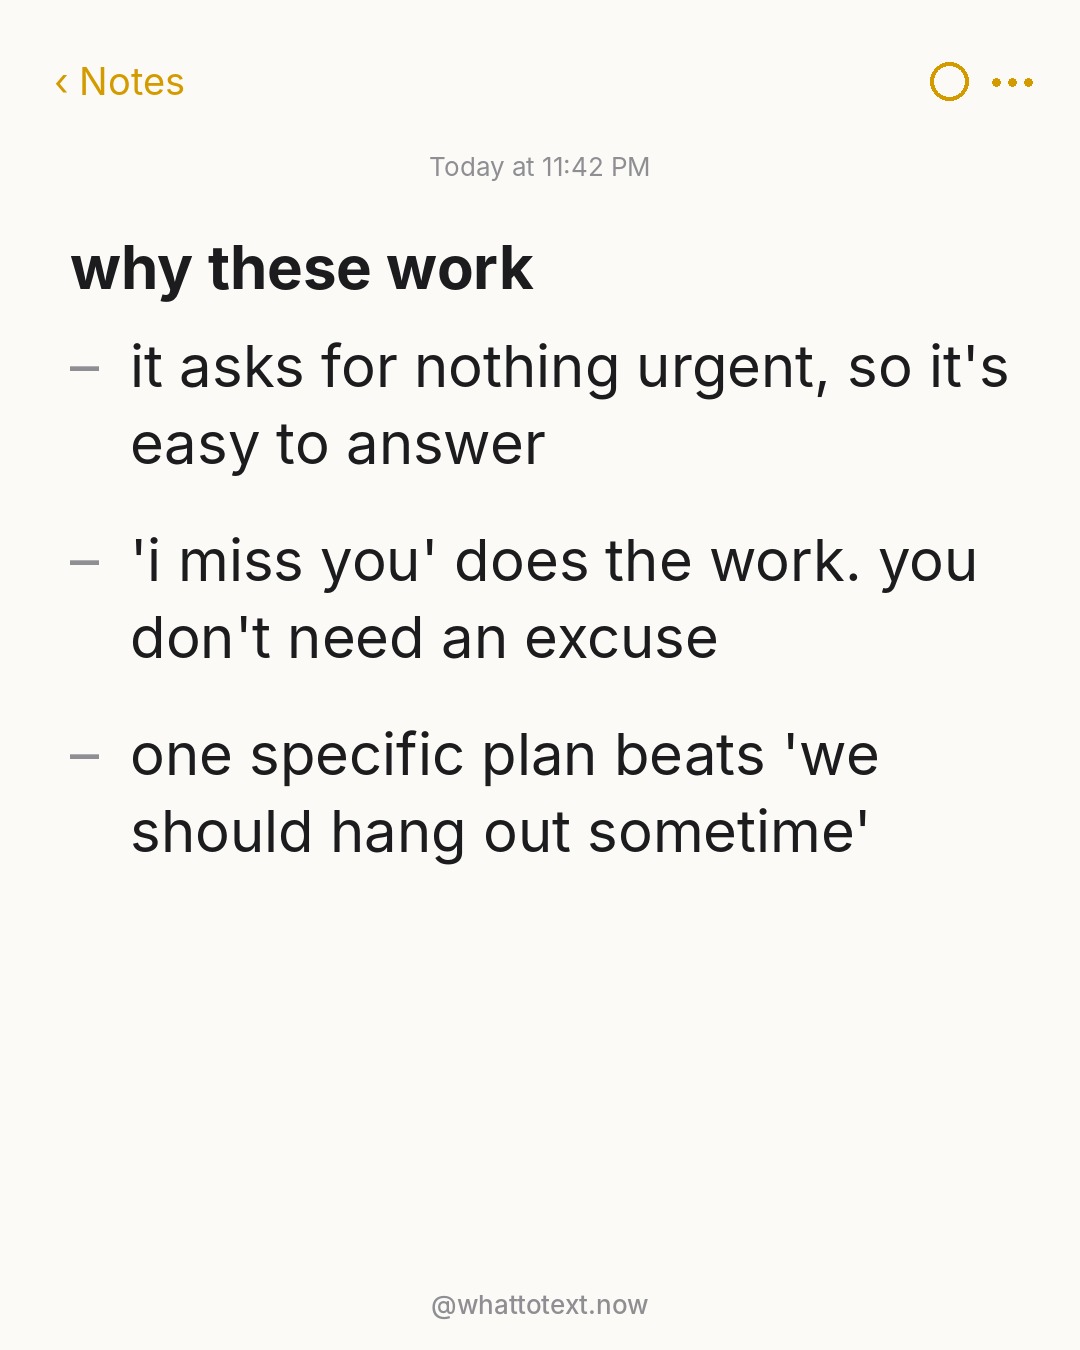 ‹ Notes
Today at 11:42 PM
why these work
– it asks for nothing urgent, so it's
easy to answer
– 'i miss you' does the work. you
don't need an excuse
– one specific plan beats 'we
should hang out sometime'
@whattotext.now